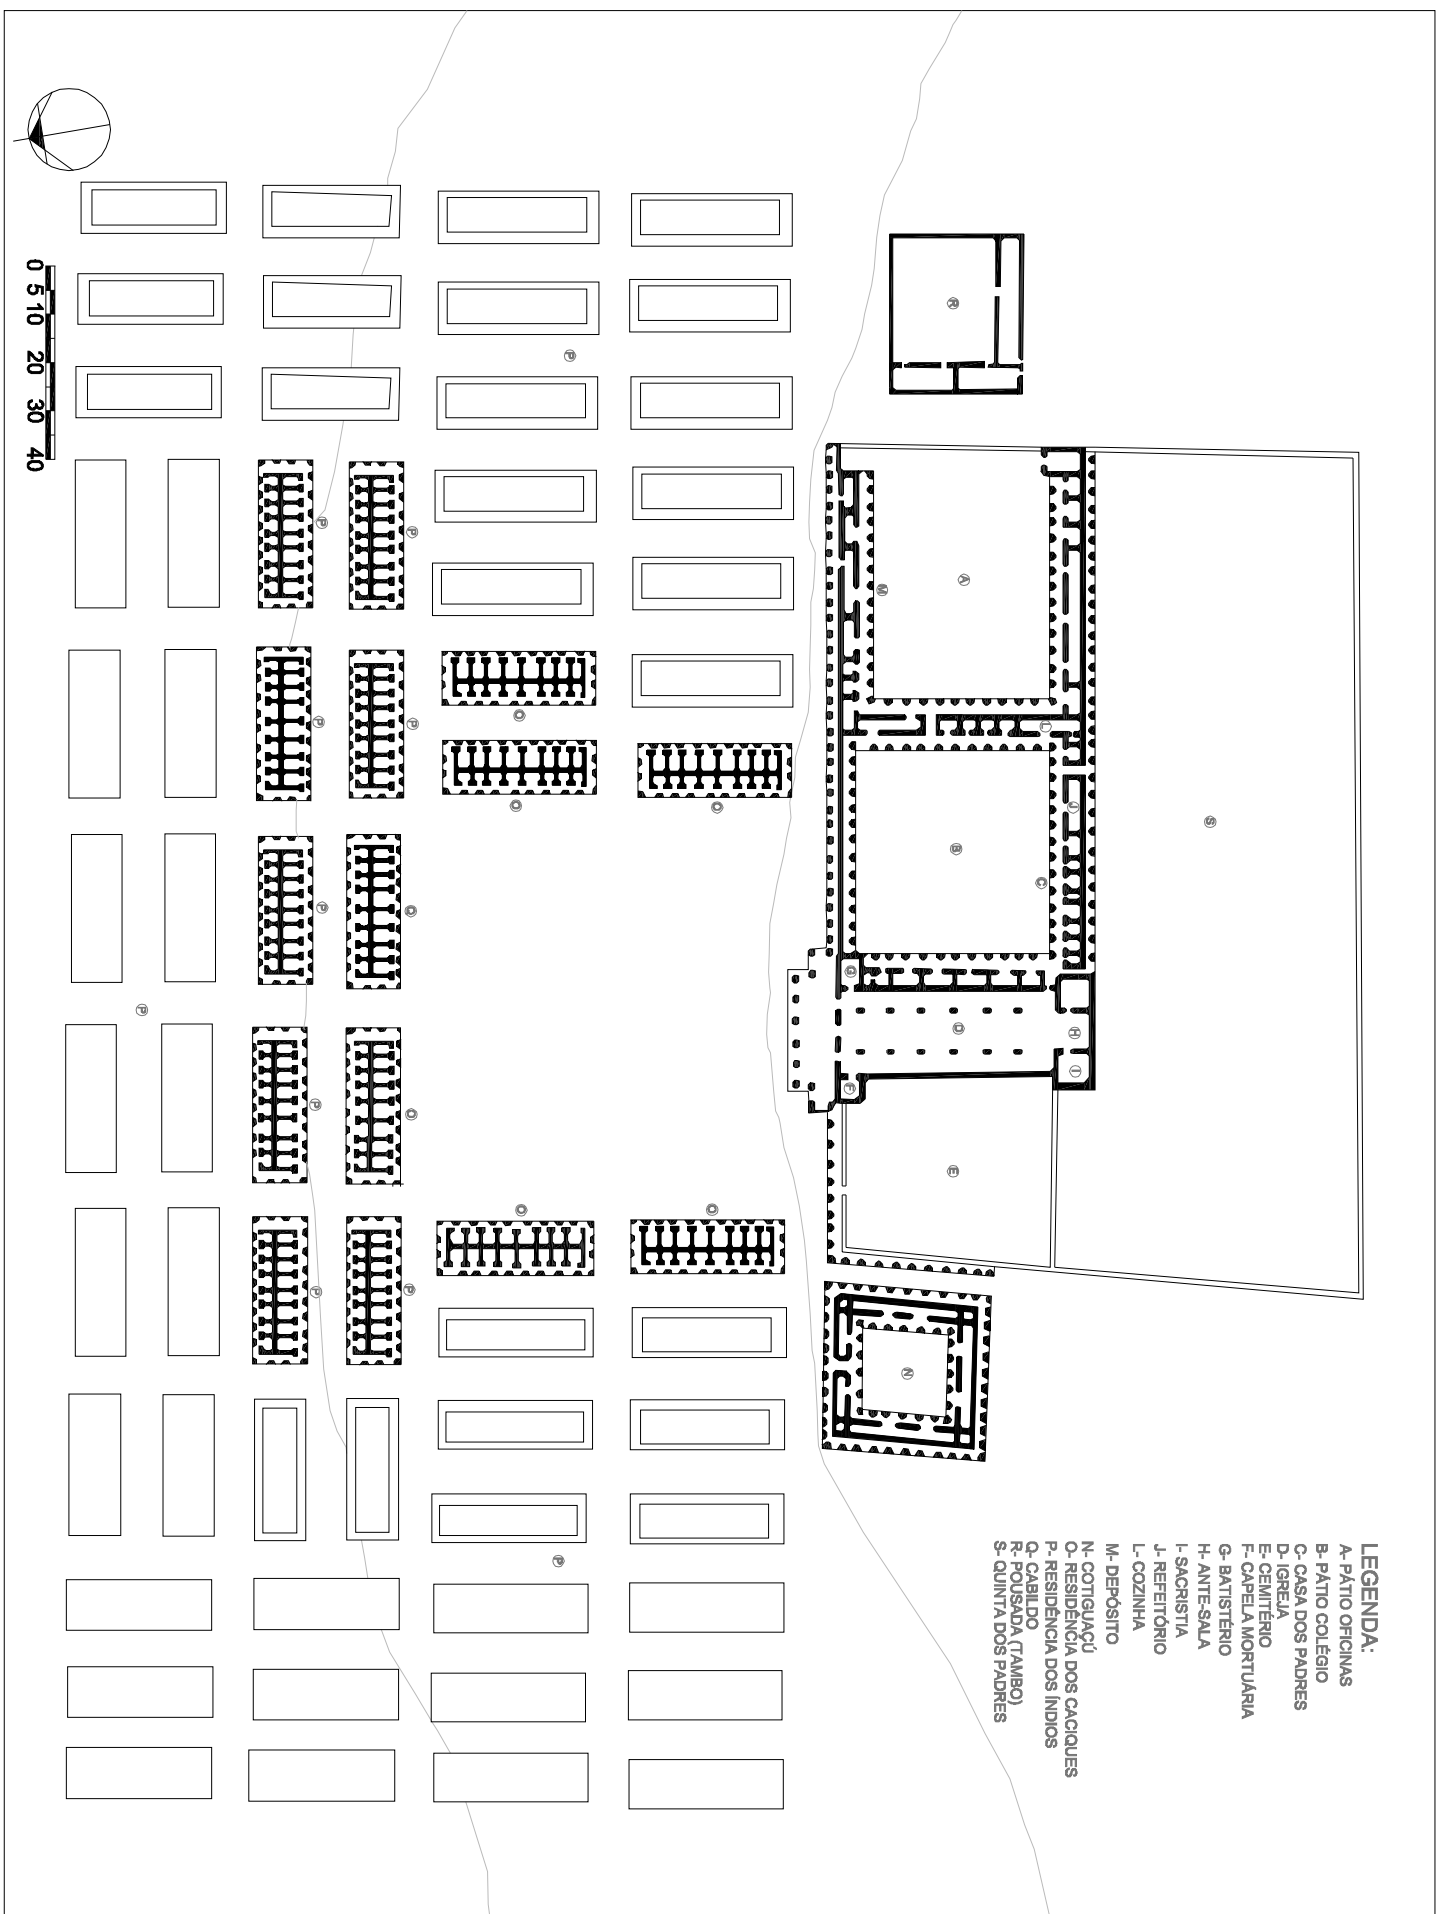 LEGENDA:
A- PÁTIO OFICINAS
B- PÁTIO COLÉGIO
C- CASA DOS PADRES
D- IGREJA
E- CEMITÉRIO
F- CAPELA MORTUÁRIA
G- BATISTÉRIO
H- ANTE-SALA
I- SACRISTIA
J- REFEITÓRIO
L- COZINHA
M- DEPÓSITO
N- COTIGUAÇÚ
O- RESIDÊNCIA DOS CACIQUES
P- RESIDÊNCIA DOS ÍNDIOS
Q- CABILDO
R- POUSADA (TAMBO)
S- QUINTA DOS PADRES
S
J
H
I
L
C
R
A
B
D
E
N
M
G
F
O
O
P
P
O
O
O
P
P
Q
O
P
P
P
P
P
P
P
0 5 10 20 30 40